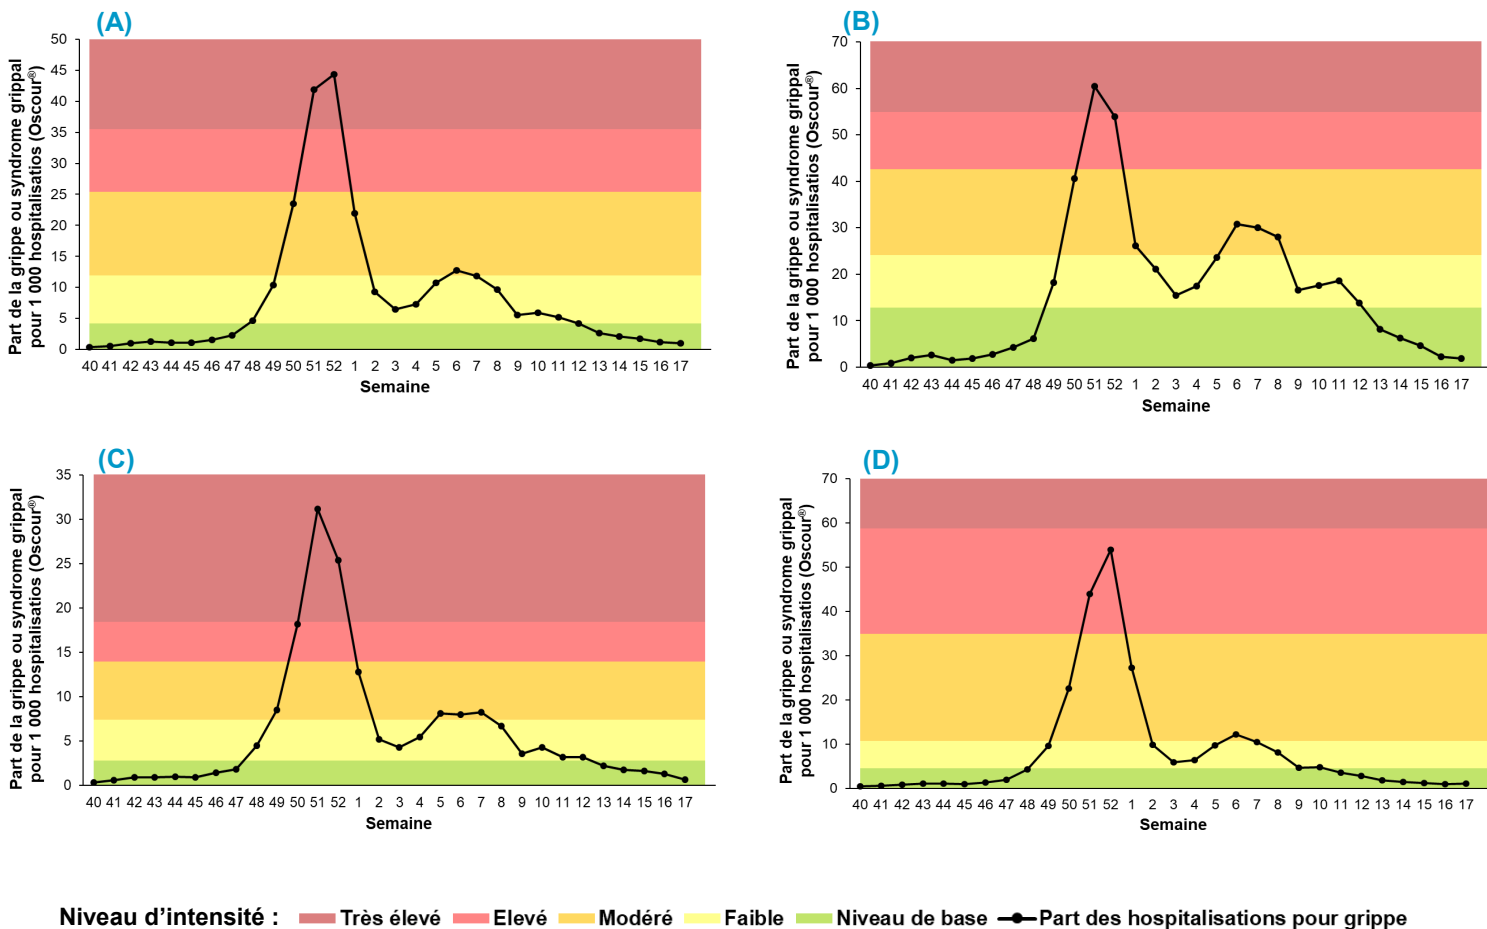 (A)
Part de la grippe ou syndrome grippal
pour 1 000 hospitalisatios (Oscour®)
50
45
40
35
30
25
20
15
10
5
0
40 41 42 43 44 45 46 47 48 49 50 51 52 1 2 3 4 5 6 7 8 9 10 11 12 13 14 15 16 17
Semaine
(B)
Part de la grippe ou syndrome grippal
pour 1 000 hospitalisatios (Oscour®)
70
60
50
40
30
20
10
0
40 41 42 43 44 45 46 47 48 49 50 51 52 1 2 3 4 5 6 7 8 9 10 11 12 13 14 15 16 17
Semaine
(C)
Part de la grippe ou syndrome grippal
pour 1 000 hospitalisatios (Oscour®)
35
30
25
20
15
10
5
0
40 41 42 43 44 45 46 47 48 49 50 51 52 1 2 3 4 5 6 7 8 9 10 11 12 13 14 15 16 17
Semaine
(D)
Part de la grippe ou syndrome grippal
pour 1 000 hospitalisatios (Oscour®)
70
60
50
40
30
20
10
0
40 41 42 43 44 45 46 47 48 49 50 51 52 1 2 3 4 5 6 7 8 9 10 11 12 13 14 15 16 17
Semaine
Niveau d'intensité : Très élevé Elevé Modéré Faible Niveau de base Part des hospitalisations pour grippe